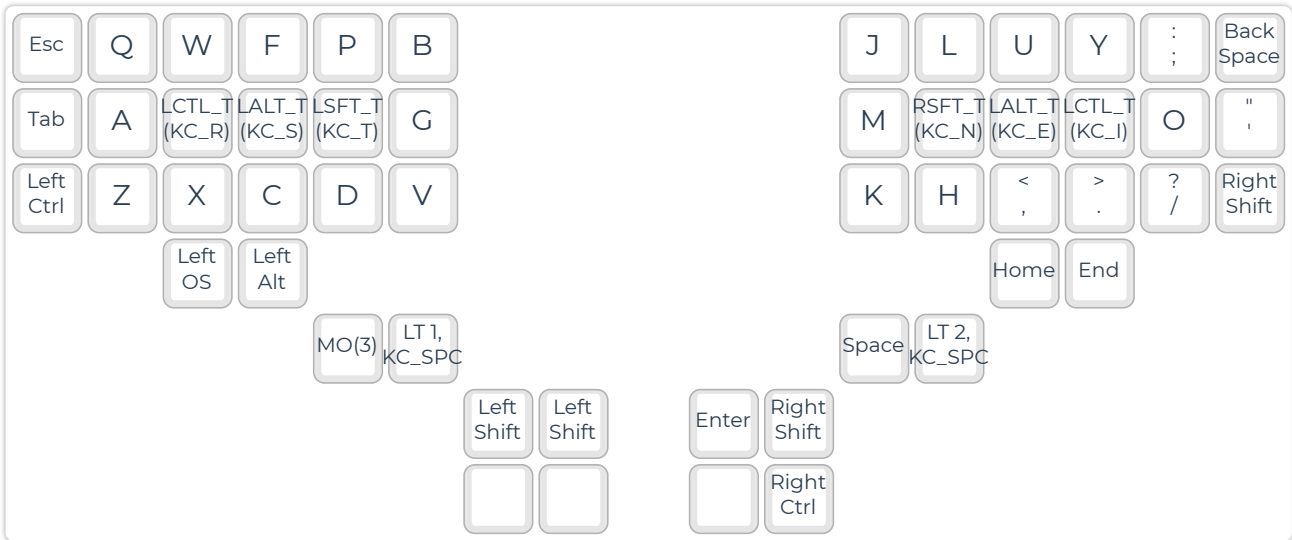 Esc Q W F P B J L U Y : Back
; Space
Tab A LCTL_T LALT_T LSFT_T G M RSFT_T LALT_T LCTL_T O "
(KC_R) (KC_S) (KC_T) (KC_N) (KC_E) (KC_I) '
Left Z X C D V K H < > ? Right
Ctrl , . / Shift
Left Left Home End
OS Alt
MO(3) LT 1, Space LT 2,
KC_SPC KC_SPC
Left Left Enter Right
Shift Shift Shift
Right
Ctrl